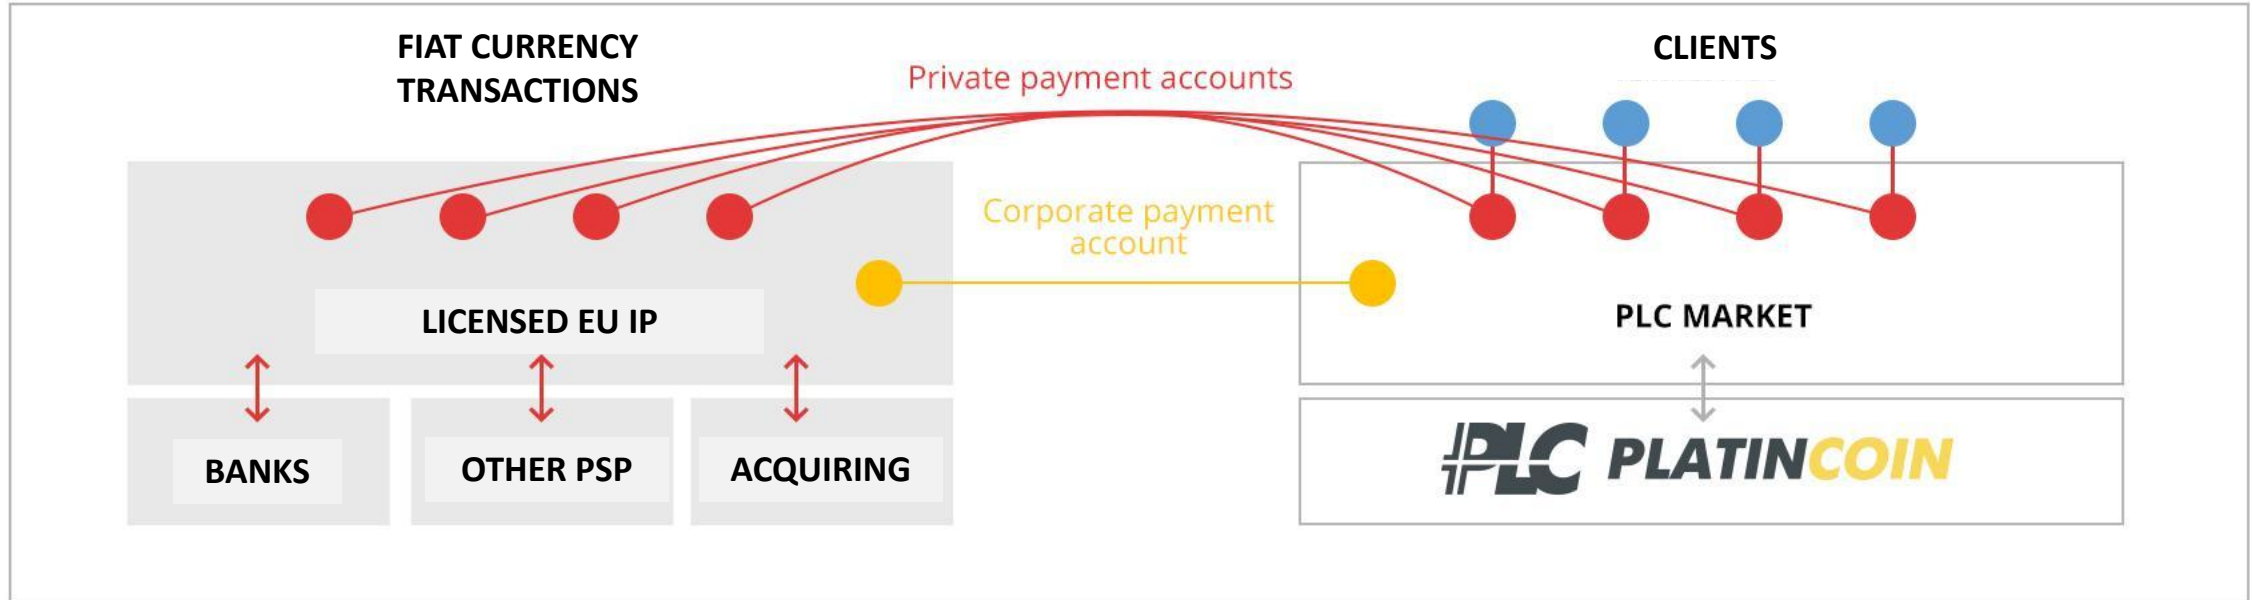 FIAT CURRENCY
TRANSACTIONS
Private payment accounts
CLIENTS
Corporate payment
account
LICENSED EU IP
PLC MARKET
BANKS
OTHER PSP
ACQUIRING
PLC PLATINCOIN